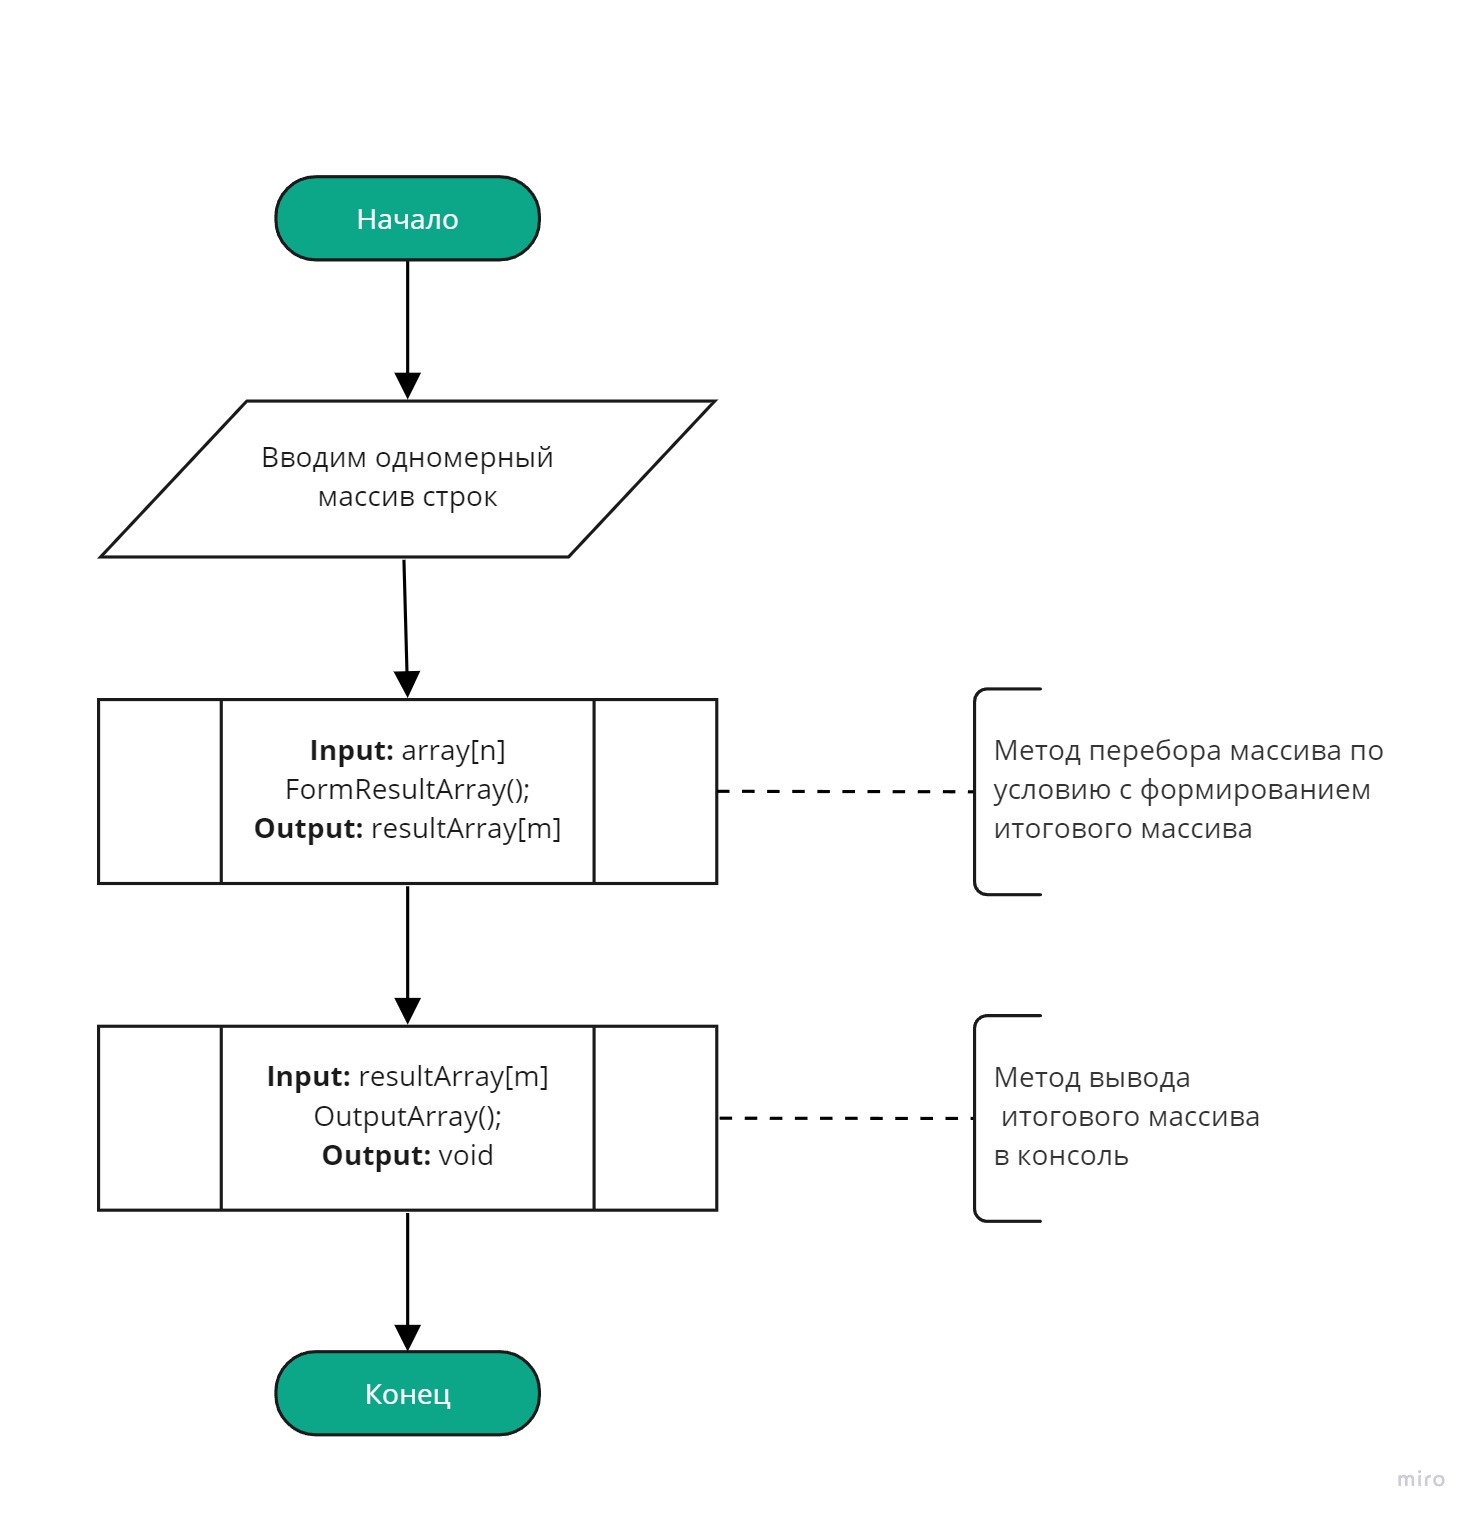 Начало
Вводим одномерный
массив строк
Input: array[n]
FormResultArray();
Output: resultArray[m]
Метод перебора массива по
условию с формированием
итогового массива
Input: resultArray[m]
OutputArray();
Output: void
Метод вывода
итогового массива
в консоль
Конец
miro